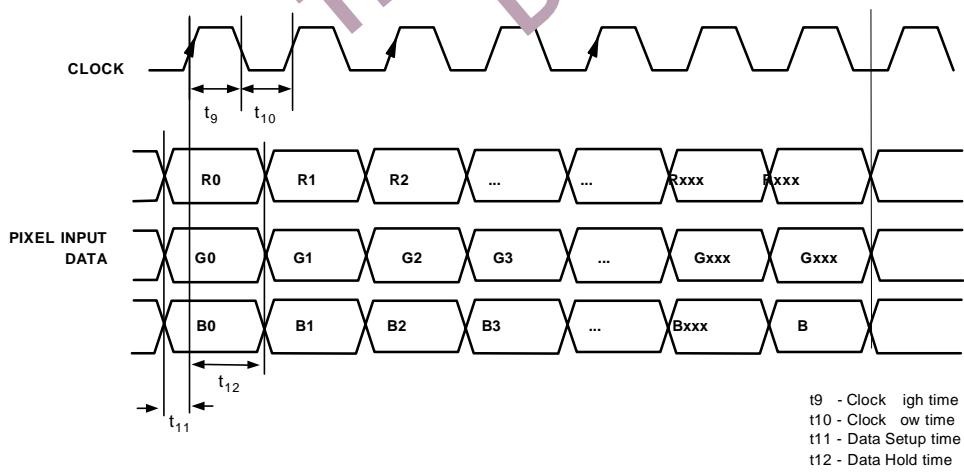 CLOCK
t9
t10
R0 R1 R2 ... ... Rxxx Rxxx
PIXEL INPUT
DATA
G0 G1 G2 G3 ... Gxxx Gxxx
B0 B1 B2 B3 ... Bxxx B
t12
t11
t9 - Clock igh time
t10 - Clock ow time
t11 - Data Setup time
t12 - Data Hold time